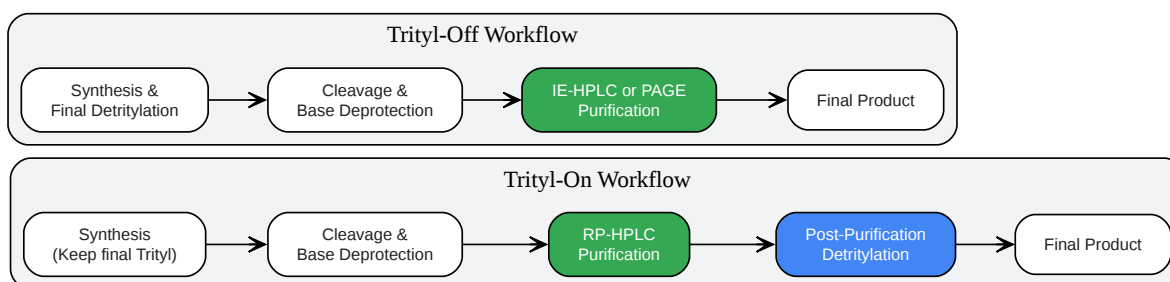 Trityl-Off Workflow
Synthesis &
Final Detritylation
Cleavage &
Base Deprotection
IE-HPLC or PAGE
Purification
Final Product
Trityl-On Workflow
Synthesis
(Keep final Trityl)
Cleavage &
Base Deprotection
RP-HPLC
Purification
Post-Purification
Detritylation
Final Product